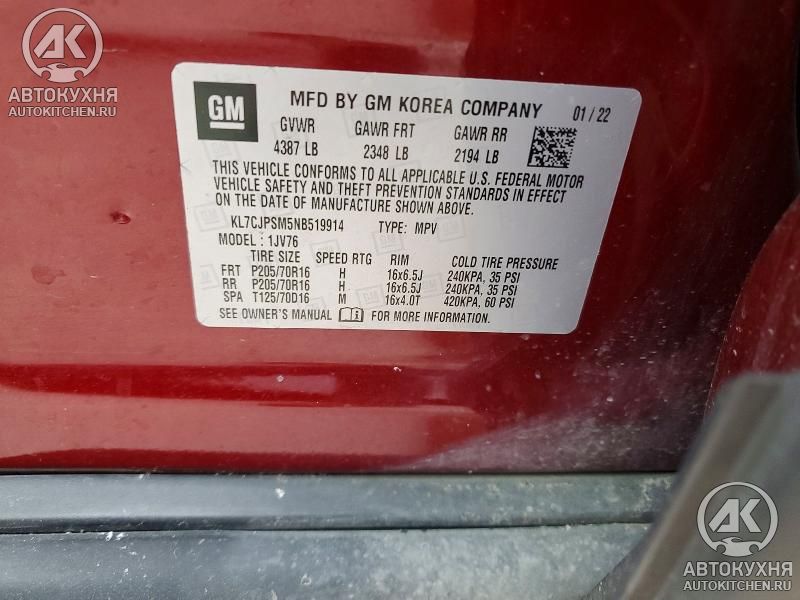 АК
АВТОКУХНЯ
AUTOKITCHEN.RU
GM
MFD BY GM KOREA COMPANY 01 / 22
GVWR GAWR FRT GAWR RR
4387 LB 2348 LB 2194 LB
THIS VEHICLE CONFORMS TO ALL APPLICABLE U.S. FEDERAL MOTOR
VEHICLE SAFETY AND THEFT PREVENTION STANDARDS IN EFFECT
ON THE DATE OF MANUFACTURE SHOWN ABOVE.
KL7CJPSM5NB519914 TYPE: MPV
MODEL : 1JV76
TIRE SIZE SPEED RTG RIM COLD TIRE PRESSURE
FRT P205/70R16 H 16x6.5J 240KPA, 35 PSI
RR P205/70R16 H 16x6.5J 240KPA, 35 PSI
SPA T125/70D16 M 16x4.0T 420KPA, 60 PSI
SEE OWNER'S MANUAL FOR MORE INFORMATION.
АК
АВТОКУХНЯ
AUTOKITCHEN.RU